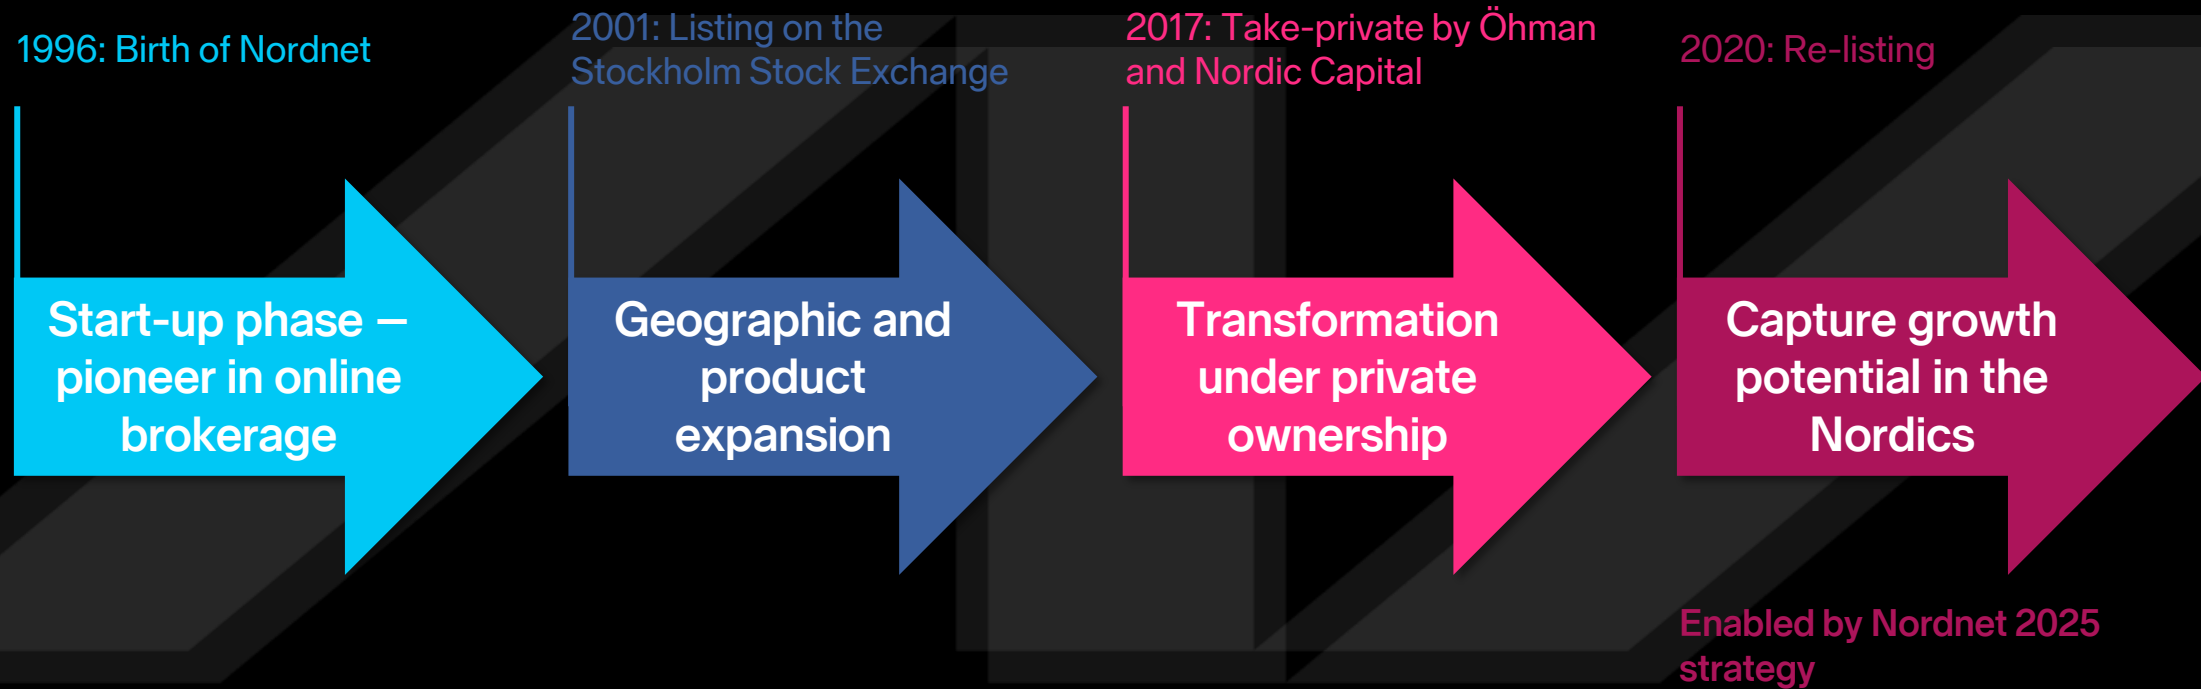 1996: Birth of Nordnet
2001: Listing on the
Stockholm Stock Exchange
2017: Take-private by Öhman
and Nordic Capital
2020: Re-listing
Start-up phase –
pioneer in online
brokerage
Geographic and
product
expansion
Transformation
under private
ownership
Capture growth
potential in the
Nordics
Enabled by Nordnet 2025
strategy